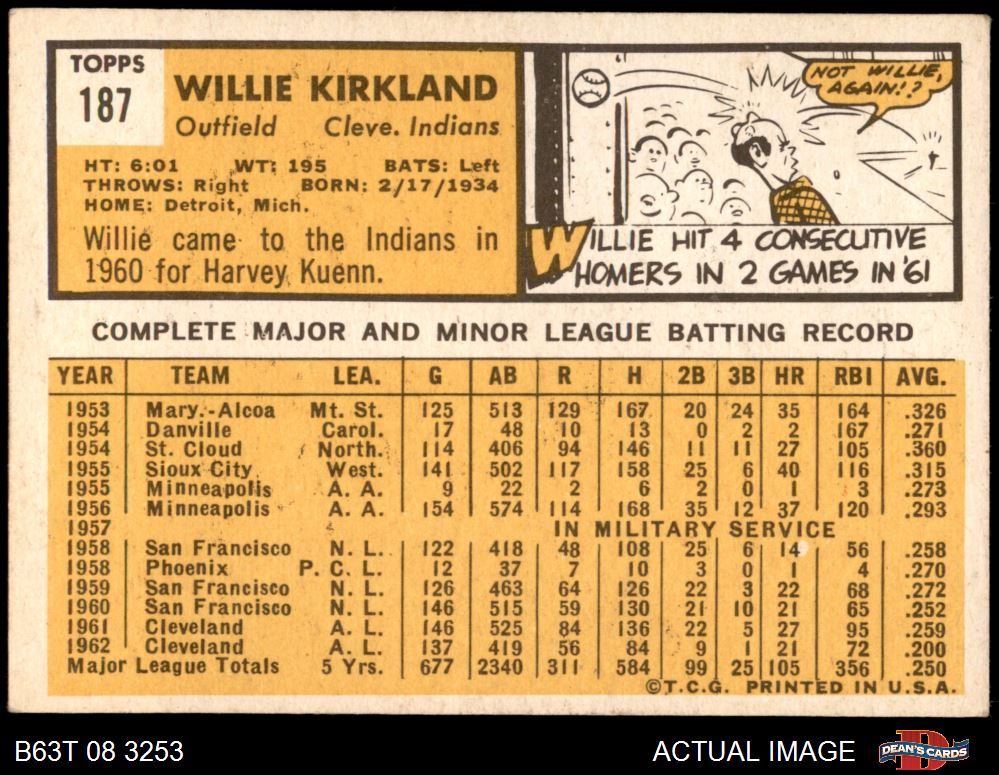 TOPPS
187
WILLIE KIRKLAND
Outfield Cleve. Indians
HT: 6:01 WT: 195 BATS: Left
THROWS: Right BORN: 2/17/1934
HOME: Detroit, Mich.
Willie came to the Indians in
1960 for Harvey Kuenn.
NOT WILLIE,
AGAIN!?
WILLIE HIT 4 CONSECUTIVE
HOMERS IN 2 GAMES IN '61
COMPLETE MAJOR AND MINOR LEAGUE BATTING RECORD
YEAR TEAM LEA. G AB R H 2B 3B HR RBI AVG.
1953 Mary.-Alcoa Mt. St. 125 513 129 167 20 24 35 164 .326
1954 Danville Carol. 17 48 10 13 0 2 2 167 .271
1954 St. Cloud North. 114 406 94 146 11 11 27 105 .360
1955 Sioux City West. 141 502 117 158 25 6 40 116 .315
1955 Minneapolis A. A. 9 22 2 6 2 0 1 3 .273
1956 Minneapolis A. A. 154 574 114 168 35 12 37 120 .293
1957 IN MILITARY SERVICE
1958 San Francisco N. L. 122 418 48 108 25 6 14 56 .258
1958 Phoenix P. C. L. 12 37 7 10 3 0 1 4 .270
1959 San Francisco N. L. 126 463 64 126 22 3 22 68 .272
1960 San Francisco N. L. 146 515 59 130 21 10 21 65 .252
1961 Cleveland A. L. 146 525 84 136 22 5 27 95 .259
1962 Cleveland A. L. 137 419 56 84 9 1 21 72 .200
Major League Totals 5 Yrs. 677 2340 311 584 99 25 105 356 .250
©T.C.G. PRINTED IN U.S.A.
B63T 08 3253
ACTUAL IMAGE
DEAN'S CARDS